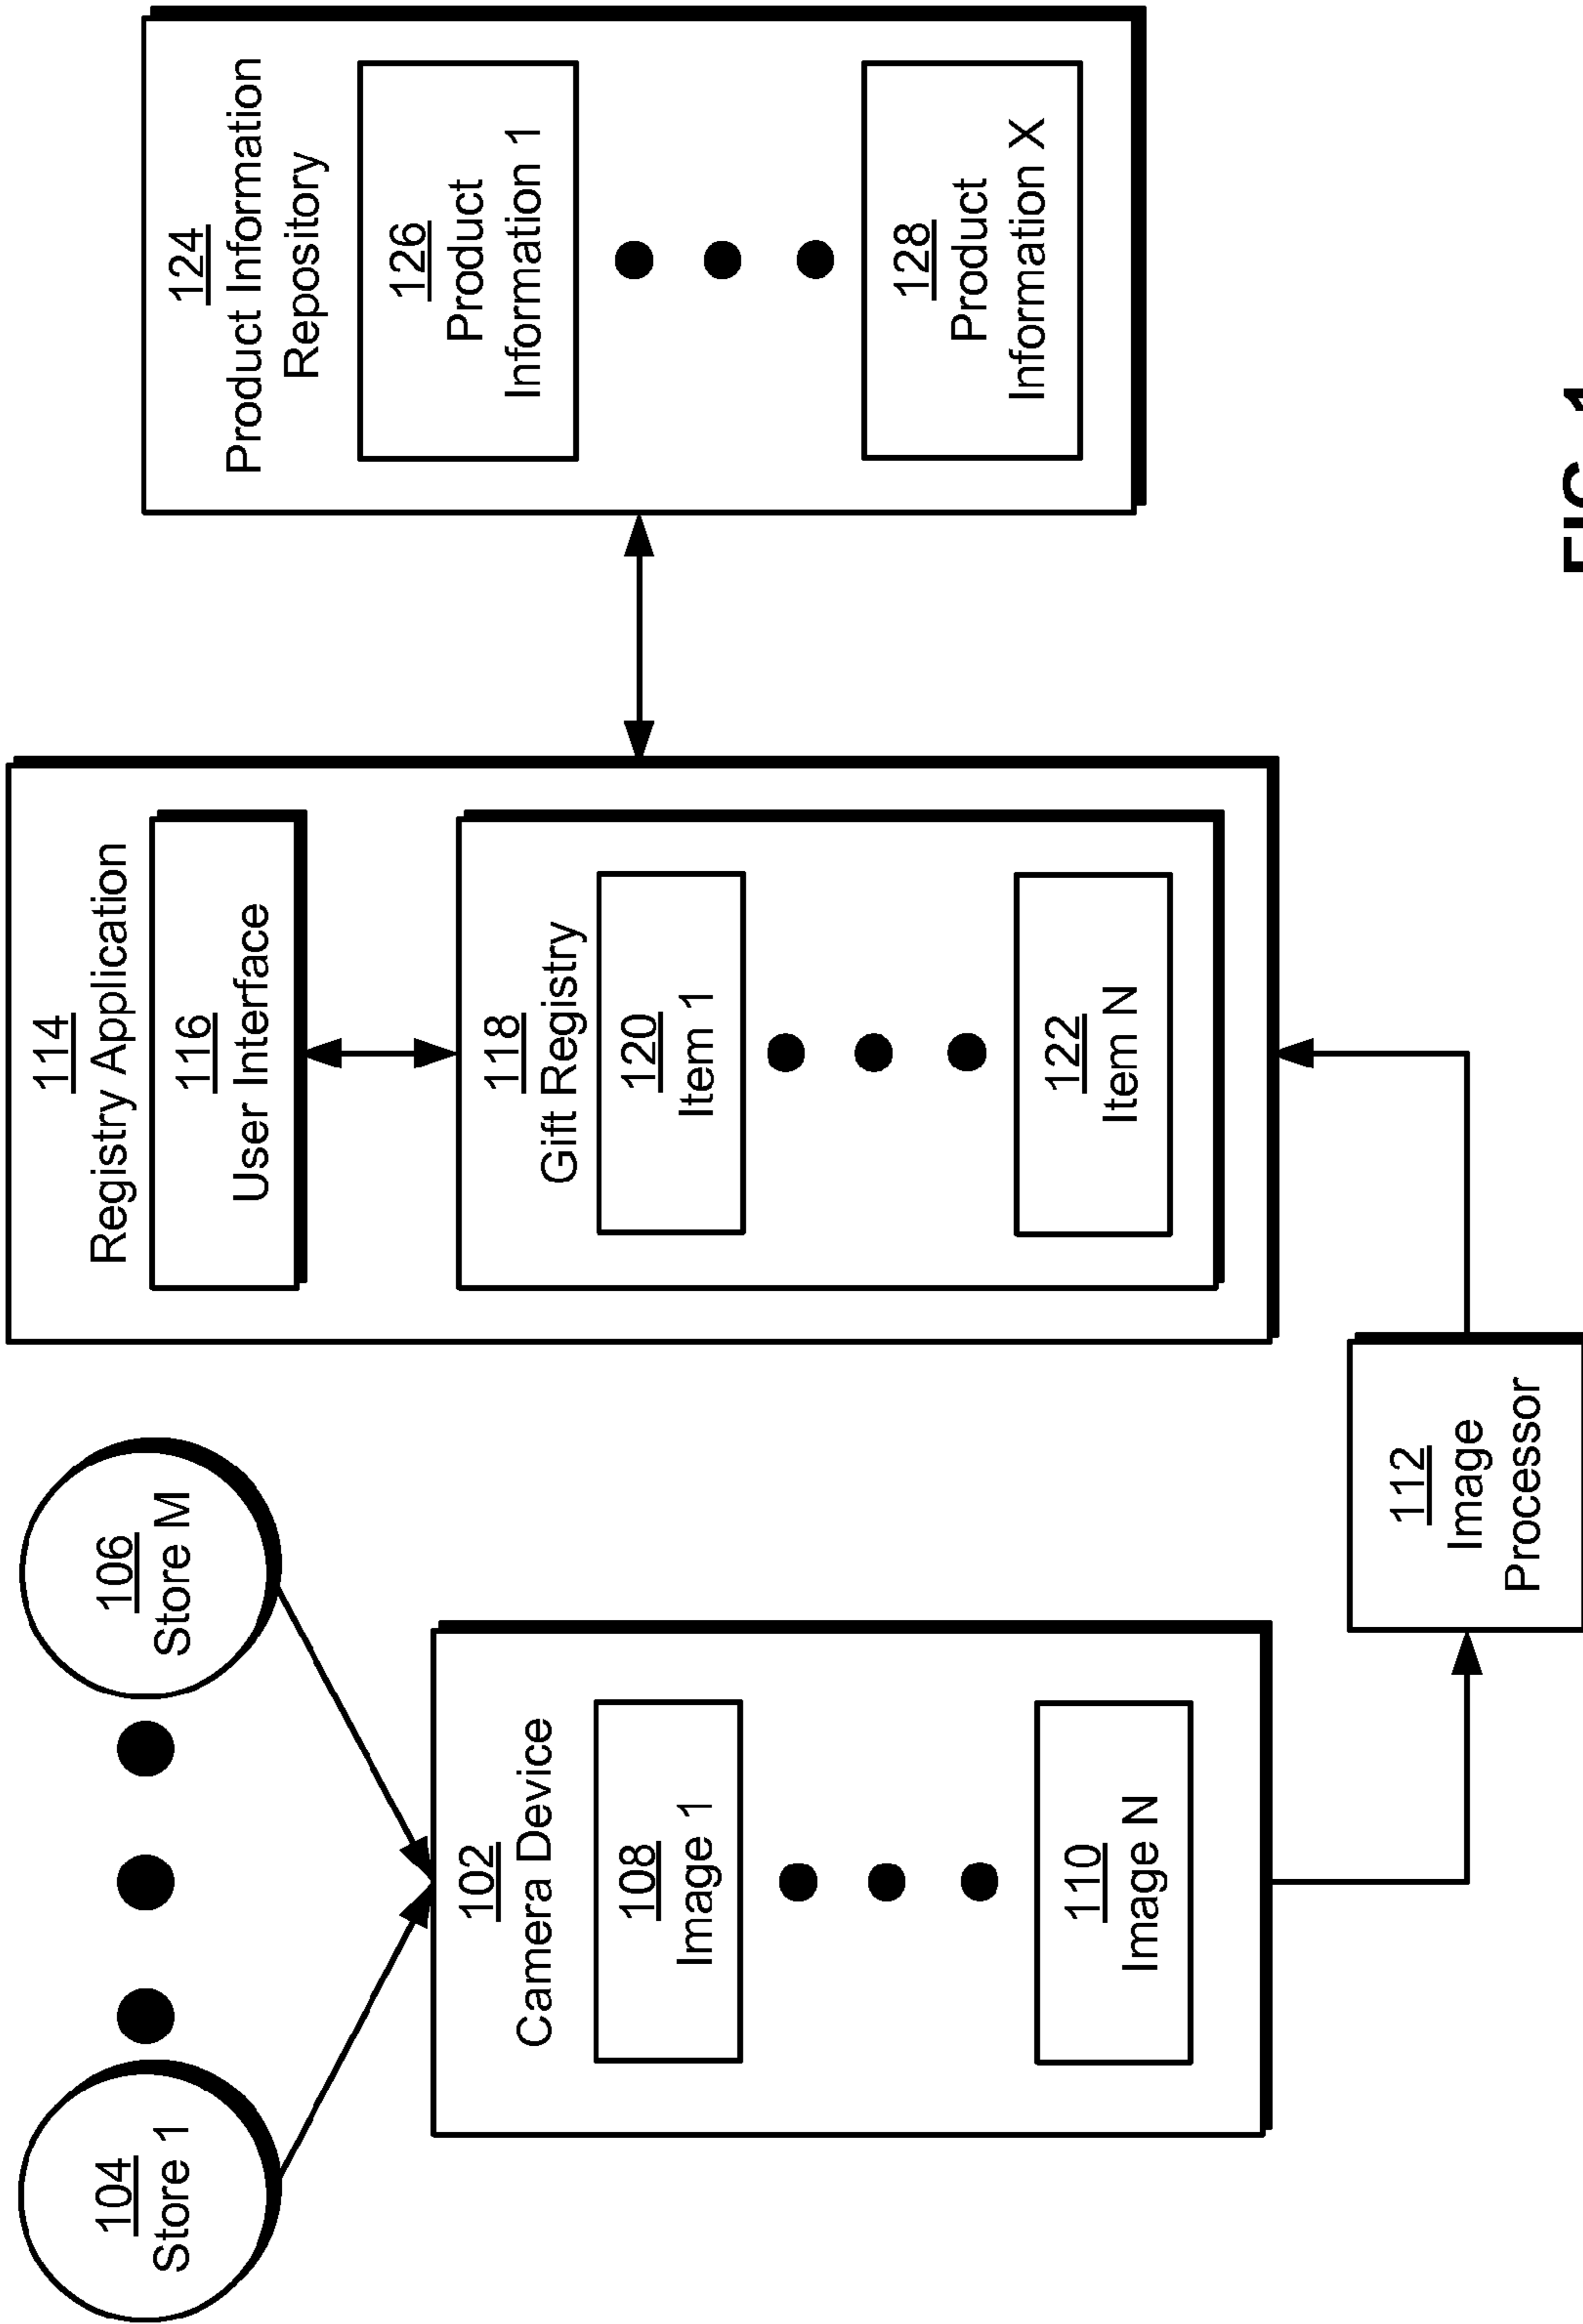 104
Store 1
106
Store M
102
Camera Device
108
Image 1
110
Image N
112
Image
Processor
114
Registry Application
116
User Interface
118
Gift Registry
120
Item 1
122
Item N
124
Product Information
Repository
126
Product
Information 1
128
Product
Information X
FIG. 1